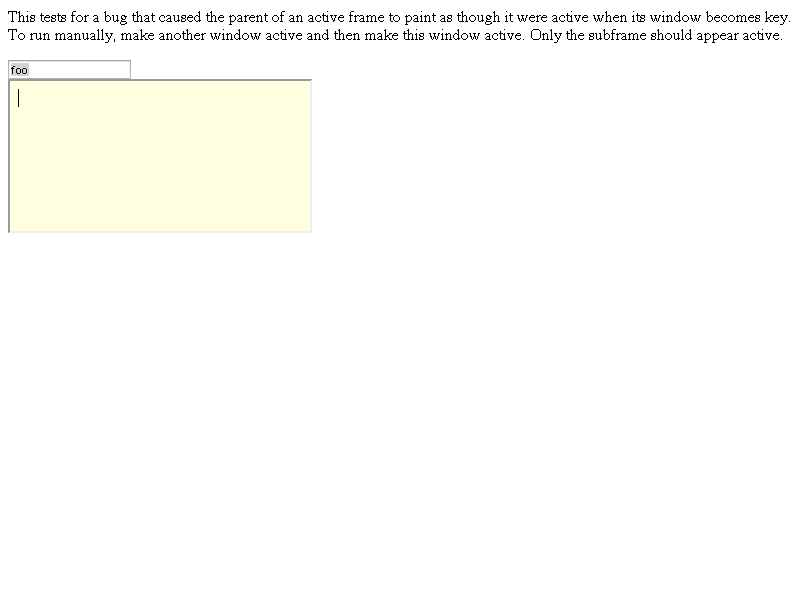 This tests for a bug that caused the parent of an active frame to paint as though it were active when its window becomes key.
To run manually, make another window active and then make this window active. Only the subframe should appear active.
foo